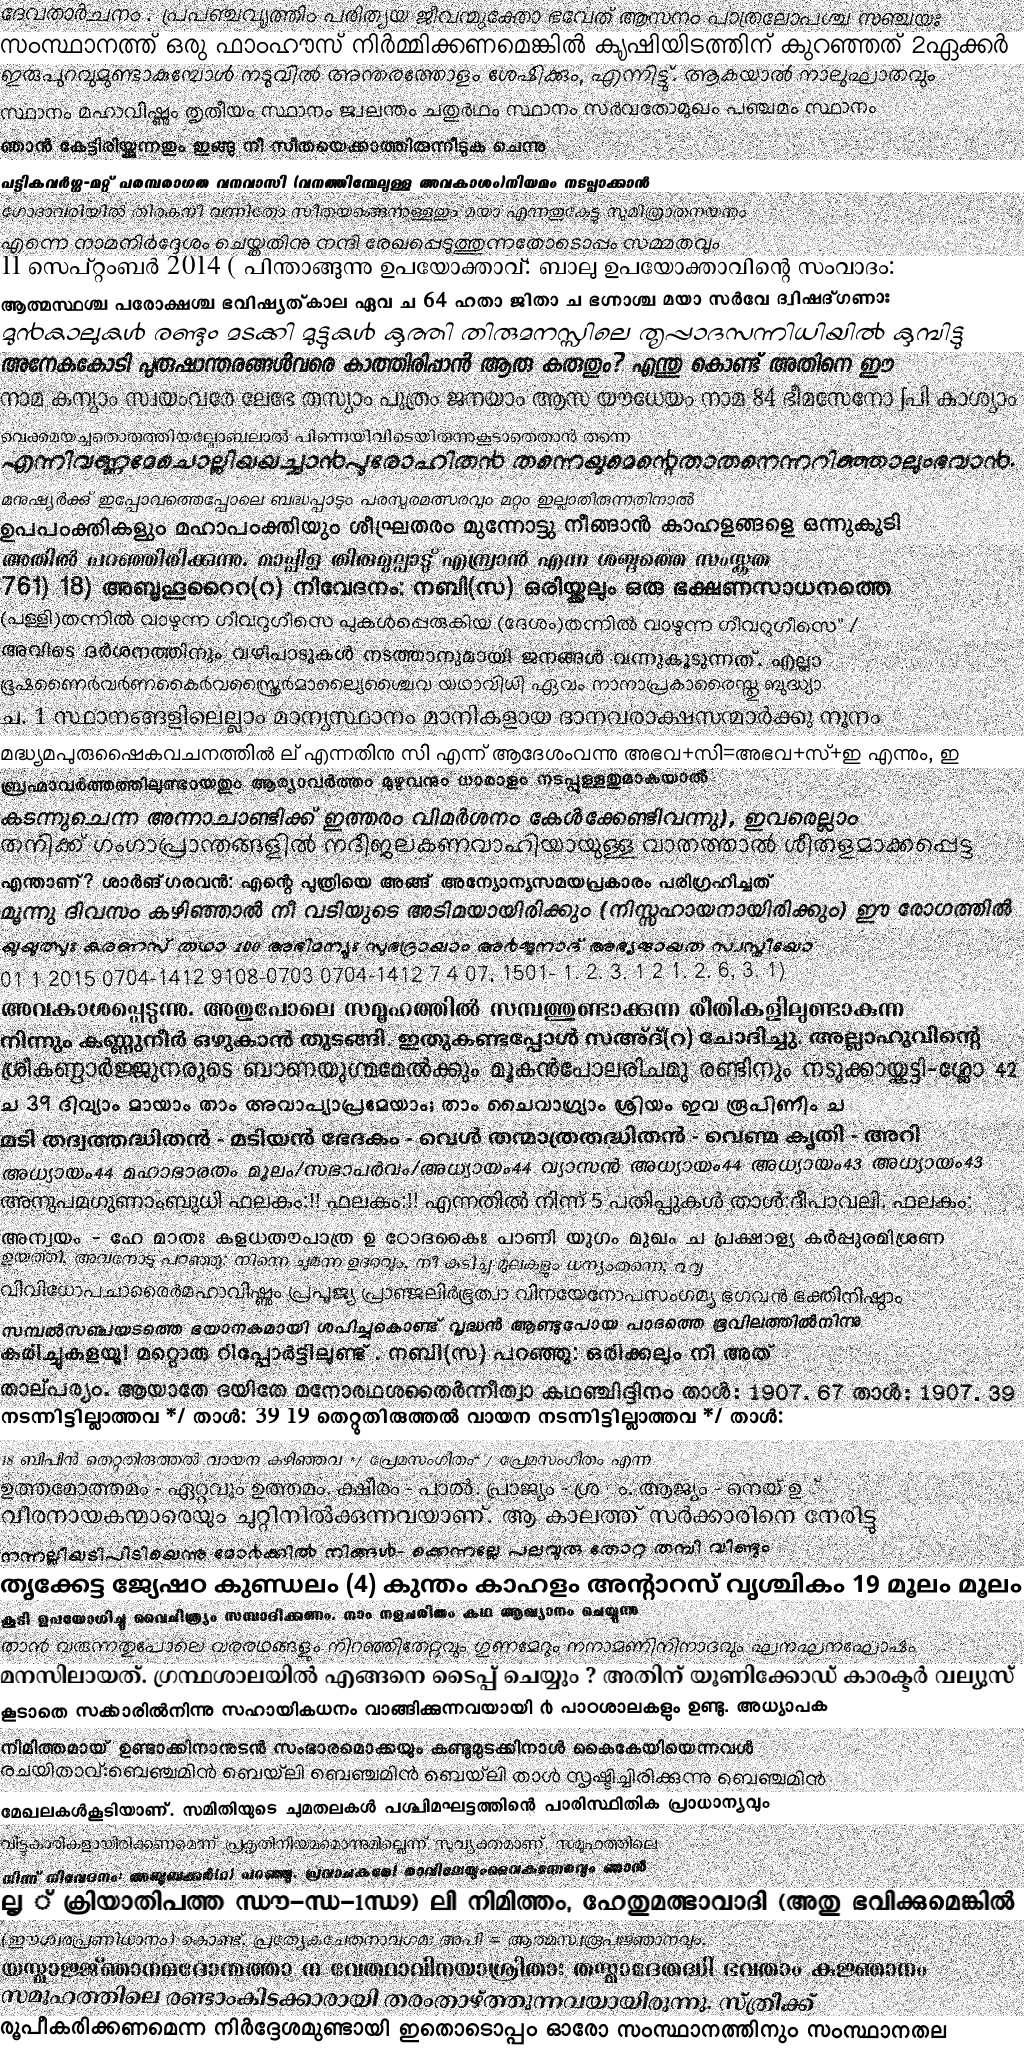 ദേവതാർചനം . പ്രപഞ്ചവൃത്തിം പരിത്യയ ജീവന്മുക്തോ ഭവേത് ആസനം പാത്രലോപശ്ച സഞ്ചയഃ
സംസ്ഥാനത്ത് ഒരു ഫാംഹൗസ് നിർമ്മിക്കണമെങ്കിൽ കൃഷിയിടത്തിന് കുറഞ്ഞത് 2ഏക്കർ
ഇരുപുറവുമുണ്ടാകുമ്പോൾ നടുവിൽ അന്തരത്തോളം ശേഷിക്കും, എന്നിട്ട്. ആകയാൽ നാലുഘാതവും
സ്ഥാനം മഹാവിഷ്ണും തൃതീയം സ്ഥാനം ജ്വലന്തം ചതുർഥം സ്ഥാനം സർവതോമുഖം പഞ്ചമം സ്ഥാനം
ഞാൻ കേട്ടിരിയ്ക്കുന്നതും ഇങ്ങു നീ സീതയെക്കാത്തിരുന്നീടുക ചെന്നു
പട്ടികവർഗ്ഗ-മറ്റ് പരമ്പരാഗത വനവാസി (വനത്തിന്മേലുള്ള അവകാശം)നിയമം നടപ്പാക്കാൻ
ഗോദാവരിയിൽ തിരകനീ വന്നിതോ സീതയങ്ങെന്നുള്ളതും മയാ എന്നതുകേട്ടു സുമിത്രാതനയനും
എന്നെ നാമനിർദ്ദേശം ചെയ്തതിനു നന്ദി രേഖപ്പെടുത്തുന്നതോടൊപ്പം സമ്മതവും
11 സെപ്റ്റംബർ 2014 ( പിന്താങ്ങുന്നു ഉപയോക്താവ്: ബാലു ഉപയോക്താവിന്റെ സംവാദം:
ആത്മസ്ഥശ്ച പരോക്ഷശ്ച ഭവിഷ്യത്കാല ഏവ ച 64 ഹതാ ജിതാ ച ഭഗ്നാശ്ച മയാ സർവേ ദ്വിഷദ്ഗണാഃ
മുൻകാലുകൾ രണ്ടും മടക്കി മുട്ടുകൾ കുത്തി തിരുമനസ്സിലെ തൃപ്പാദസന്നിധിയിൽ കുമ്പിട്ടു
അനേകകോടി പുരുഷാന്തരങ്ങൾവരെ കാത്തിരിപ്പാൻ ആരു കരുതും? എന്തു കൊണ്ട് അതിനെ ഈ
നാമ കന്യാം സ്വയംവരേ ലേഭേ തസ്യാം പുത്രം ജനയാം ആസ യൗധേയം നാമ 84 ഭീമസേനോ ഽപി കാശ്യാം
വെക്കമയച്ചതൊരുത്തിയല്ലോബലാൽ പിന്നെയിവിടെയിരുന്നുകൂടാതെതാൻ തന്നെ
എന്നിവണ്ണമേചൊല്ലിയയച്ചാൻപുരോഹിതൻ തന്നെയുമെന്റെതാതനെന്നറിഞ്ഞാലുംഭവാൻ.
മനുഷ്യർക്ക് ഇപ്പോവത്തെപ്പോലെ ബദ്ധപ്പാടും പരസ്പരമത്സരവും മറ്റും ഇല്ലാതിരുന്നതിനാൽ
ഉപപംക്തികളും മഹാപംക്തിയും ശീഘ്രതരം മുന്നോട്ടു നീങ്ങാൻ കാഹളങ്ങളെ ഒന്നുകൂടി
അതിൽ പറഞ്ഞിരിക്കുന്നു. മാപ്പിള തിരുമുല്പാട്ട് എമ്പ്രാൻ എന്ന ശബ്ദത്തെ സംസ്കൃത
761) 18) അബൂഹുറൈറ(റ) നിവേദനം: നബി(സ) ഒരിയ്ക്കലും ഒരു ഭക്ഷണസാധനത്തെ
(പള്ളി)തന്നിൽ വാഴുന്ന ഗീവറുഗീസെ പുകൾപ്പെരുകിയ (ദേശം)തന്നിൽ വാഴുന്ന ഗീവറുഗീസെ" /
അവിടെ ദർശനത്തിനും വഴിപാടുകൾ നടത്താനുമായി ജനങ്ങൾ വന്നുകൂടുന്നത്. എല്ലാ
ഭൂഷണൈർവർണകൈർവസ്ത്രൈർമാല്യൈശ്ചൈവ യഥാവിധി ഏവം നാനാപ്രകാരൈസ്തു ബുദ്ധ്യാ
ച. 1 സ്ഥാനങ്ങളിലെല്ലാം മാന്യസ്ഥാനം മാനികളായ ദാനവരാക്ഷസന്മാർക്കു നൂനം
മദ്ധ്യമപുരുഷൈകവചനത്തിൽ ല് എന്നതിനു സി എന്ന് ആദേശംവന്നു അഭവ+സി=അഭവ+സ്+ഇ എന്നും, ഇ
ബ്രഹ്മാവർത്തത്തിലുണ്ടായതും ആര്യാവർത്തം മുഴുവനും ധാരാളം നടപ്പുള്ളതുമാകയാൽ
കടന്നുചെന്ന അന്നാചാണ്ടിക്ക് ഇത്തരം വിമർശനം കേൾക്കേണ്ടിവന്നു), ഇവരെല്ലാം
തനിക്ക് ഗംഗാപ്രാന്തങ്ങളിൽ നദീജലകണവാഹിയായുള്ള വാതത്താൽ ശീതളമാക്കപ്പെട്ട
എന്താണ്? ശാർങ്ഗരവൻ: എന്റെ പുത്രിയെ അങ്ങ് അന്യോന്യസമയപ്രകാരം പരിഗ്രഹിച്ചത്
മൂന്നു ദിവസം കഴിഞ്ഞാൽ നീ വടിയുടെ അടിമയായിരിക്കും (നിസ്സഹായനായിരിക്കും) ഈ രോഗത്തിൽ
യുയുത്സുഃ കരണസ് തഥാ 100 അഭിമന്യുഃ സുഭദ്രായാം അർജുനാദ് അഭ്യജായത സ്വസ്രീയോ
01 1 2015 0704-1412 9108-0703 0704-1412 7 4 07, 1501- 1. 2. 3. 1 2 1. 2. 6, 3. 1)
അവകാശപ്പെടുന്നു. അതുപോലെ സമൂഹത്തിൽ സമ്പത്തുണ്ടാക്കുന്ന രീതികളിലുണ്ടാകുന്ന
നിന്നും കണ്ണുനീർ ഒഴുകാൻ തുടങ്ങി. ഇതുകണ്ടപ്പോൾ സഅ്ദ്(റ) ചോദിച്ചു. അല്ലാഹുവിന്റെ
ശ്രീകണ്ഠാർജ്ജുനരുടെ ബാണയുഗ്മമേൽക്കും മൂകൻപോലരിചമു രണ്ടിനും നടുക്കായ്ക്കട്ടി-ശ്ലോ 42
ച 39 ദിവ്യാം മായാം താം അവാപ്യാപ്രമേയാം; താം ചൈവാഗ്ര്യാം ശ്രിയം ഇവ രൂപിണീം ച
മടി തദ്വത്തദ്ധിതൻ - മടിയൻ ഭേദകം - വെൾ തന്മാത്രതദ്ധിതൻ - വെണ്മ കൃതി - അറി
അധ്യായം44 മഹാഭാരതം മൂലം/സഭാപർവം/അധ്യായം44 വ്യാസൻ അധ്യായം44 അധ്യായം43 അധ്യായം43
അനുപമഗുണാംബുധി ഫലകം:!! ഫലകം:!! എന്നതിൽ നിന്ന് 5 പതിപ്പുകൾ താൾ:ദീപാവലി. ഫലകം:
അന്വയം - ഹേ മാതഃ കളധൗതപാത്ര ഉ ഠോദകൈഃ പാണീ യുഗം മുഖം ച പ്രക്ഷാള്യ കർപ്പുരമിശ്രണ
ഉയർത്തി, അവനോടു പറഞ്ഞു: നിന്നെ ചുമന്ന ഉദരവും, നീ കുടിച്ച മുലകളും ധന്യംതന്നെ; ൨൮
വിവിധോപചാരൈർമഹാവിഷ്ണും പ്രപൂജ്യ പ്രാഞ്ജലിർഭൂത്വാ വിനയേനോപസംഗമ്യ ഭഗവൻ ഭക്തിനിഷ്ഠാം
സമ്പൽസഞ്ചയടത്തെ ഭയാനകമായി ശപിച്ചുകൊണ്ട് വൃദ്ധൻ ആണ്ടുപോയ പാദത്തെ ഭൂവിലത്തിൽനിന്നു
കരിച്ചുകളയൂ! മറ്റൊരു റിപ്പോർട്ടിലുണ്ട് . നബി(സ) പറഞ്ഞു: ഒരിക്കലും നീ അത്
താല്പര്യം. ആയാതേ ദയിതേ മനോരഥശതൈർന്നീത്വാ കഥഞ്ചിദ്ദിനം താൾ: 1907. 67 താൾ: 1907. 39
നടന്നിട്ടില്ലാത്തവ */ താൾ: 39 19 തെറ്റുതിരുത്തൽ വായന നടന്നിട്ടില്ലാത്തവ */ താൾ:
18 ബിപിൻ തെറ്റുതിരുത്തൽ വായന കഴിഞ്ഞവ */ പ്രേമസംഗീതം" / പ്രേമസംഗീതം എന്ന
ഉത്തമോത്തമം - ഏറ്റവും ഉത്തമം. ക്ഷീരം - പാൽ. പ്രാജ്യം - ശ്ര ം. ആജ്യം - നെയ് ഉ ്
വീരനായകന്മാരെയും ചുറ്റിനിൽക്കുന്നവയാണ്. ആ കാലത്ത് സർക്കാരിനെ നേരിട്ടു
നന്നല്ലിയടിപിടിയെന്നു മോർക്കിൽ നിങ്ങൾ- ക്കെന്നല്ലേ പലവുരു തോറ്റു തമ്പി വീണ്ടും
തൃക്കേട്ട ജ്യേഷഠ കുണ്ഡലം (4) കുന്തം കാഹളം അന്റാറസ് വൃശ്ചികം 19 മൂലം മൂലം
കൂടി ഉപയോഗിച്ചു വൈചിത്ര്യം സമ്പാദിക്കണം. നാം നളചരിതം കഥ ആഖ്യാനം ചെയ്യുന്നു
താൻ വരുന്നതുപോലെ വരരഥങ്ങളും നിറഞ്ഞിതേറ്റവും ഗുണമേറും നനാമണിനിനാദവും ഘനഘനഘോഷം
മനസിലായത്. ഗ്രന്ഥശാലയിൽ എങ്ങനെ ടൈപ്പ് ചെയ്യും ? അതിന് യൂണിക്കോഡ് കാരക്ടർ വല്യൂസ്
കൂടാതെ സക്കാരിൽനിന്നു സഹായികധനം വാങ്ങിക്കുന്നവയായി ൻ പാഠശാലകളും ഉണ്ടു. അധ്യാപക
നിമിത്തമായ് ഉണ്ടാക്കിനാനുടൻ സംഭാരമൊക്കയും കണ്ടുമുടക്കിനാൾ കൈകേയിയെന്നവൾ
രചയിതാവ്:ബെഞ്ചമിൻ ബെയ്‌ലി ബെഞ്ചമിൻ ബെയ്‌ലി താൾ സൃഷ്ടിച്ചിരിക്കുന്നു ബെഞ്ചമിൻ
മേഖലകൾകൂടിയാണ്. സമിതിയുടെ ചുമതലകൾ പശ്ചിമഘട്ടത്തിൻെ പാരിസ്ഥിതിക പ്രാധാന്യവും
വിട്ടുകാരികളായിരിക്കണമെന്ന് പ്രകൃതിനിയമമൊന്നുമില്ലെന്ന് സുവ്യക്തമാണ്. സമൂഹത്തിലെ
നിന്ന് നിവേദനം: അബൂബക്കർ(റ) പറഞ്ഞു. പ്രവാചകരേ! ഞാൻ
ല്പ ് ക്രിയാതിപത്ത ന്ധൗ-ന്ധ-1ന്ധ9) ലി നിമിത്തം, ഹേതുമത്ഭാവാദി (അതു ഭവിക്കുമെങ്കിൽ
(ഈശ്വരപ്രണിധാനം) കൊണ്ട്, പ്രത്യേകചേതനാവഗമഃ അപി = ആത്മസ്വരൂപജ്ഞാനവും,
യസ്മാജ്ജ്ഞാനമദോന്മത്താ ന വേത്ഥാവിനയാശ്രിതാഃ തസ്മാദേതദ്ധി ഭവതാം കുജ്ഞാനം
സമൂഹത്തിലെ രണ്ടാംകിടക്കാരായി തരംതാഴ്ത്തുന്നവയായിരുന്നു. സ്ത്രീക്ക്
രൂപീകരിക്കണമെന്ന നിർദ്ദേശമുണ്ടായി ഇതൊടൊപ്പം ഓരോ സംസ്ഥാനത്തിനും സംസ്ഥാനതല